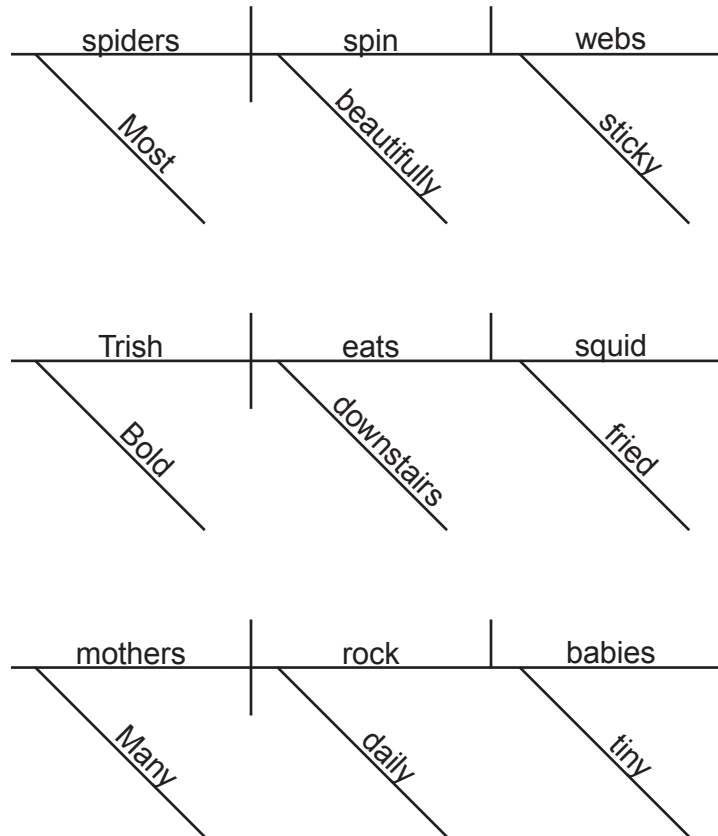 spiders spin webs
Most beautifully sticky
Trish eats squid
Bold downstairs fried
mothers rock babies
Many daily tiny